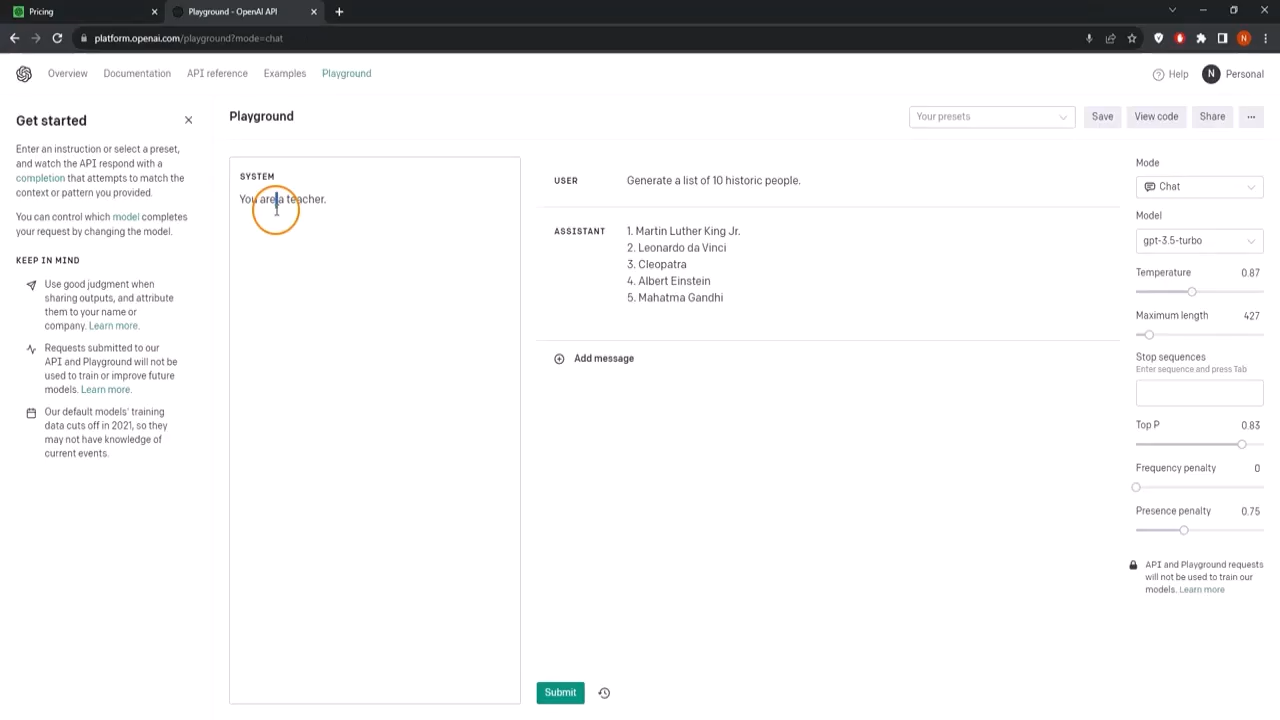 Pricing
Playground - OpenAI API
platform.openai.com/playground?mode=chat
N
Overview
Documentation
API reference
Examples
Playground
Help
N
Personal
Get started
Enter an instruction or select a preset,
and watch the API respond with a
completion that attempts to match the
context or pattern you provided.
You can control which model completes
your request by changing the model.
KEEP IN MIND
Use good judgment when
sharing outputs, and attribute
them to your name or
company. Learn more.
Requests submitted to our
API and Playground will not be
used to train or improve future
models. Learn more.
Our default models' training
data cuts off in 2021, so they
may not have knowledge of
current events.
Playground
Your presets
Save
View code
Share
...
SYSTEM
You are a teacher.
USER
Generate a list of 10 historic people.
ASSISTANT
1. Martin Luther King Jr.
2. Leonardo da Vinci
3. Cleopatra
4. Albert Einstein
5. Mahatma Gandhi
Add message
Submit
Mode
Chat
Model
gpt-3.5-turbo
Temperature 0.87
Maximum length 427
Stop sequences
Enter sequence and press Tab
Top P 0.83
Frequency penalty 0
Presence penalty 0.75
API and Playground requests
will not be used to train our
models. Learn more